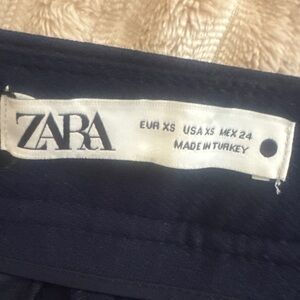 ZARA
EUR XS USA XS MEX 24
MADE IN TURKEY